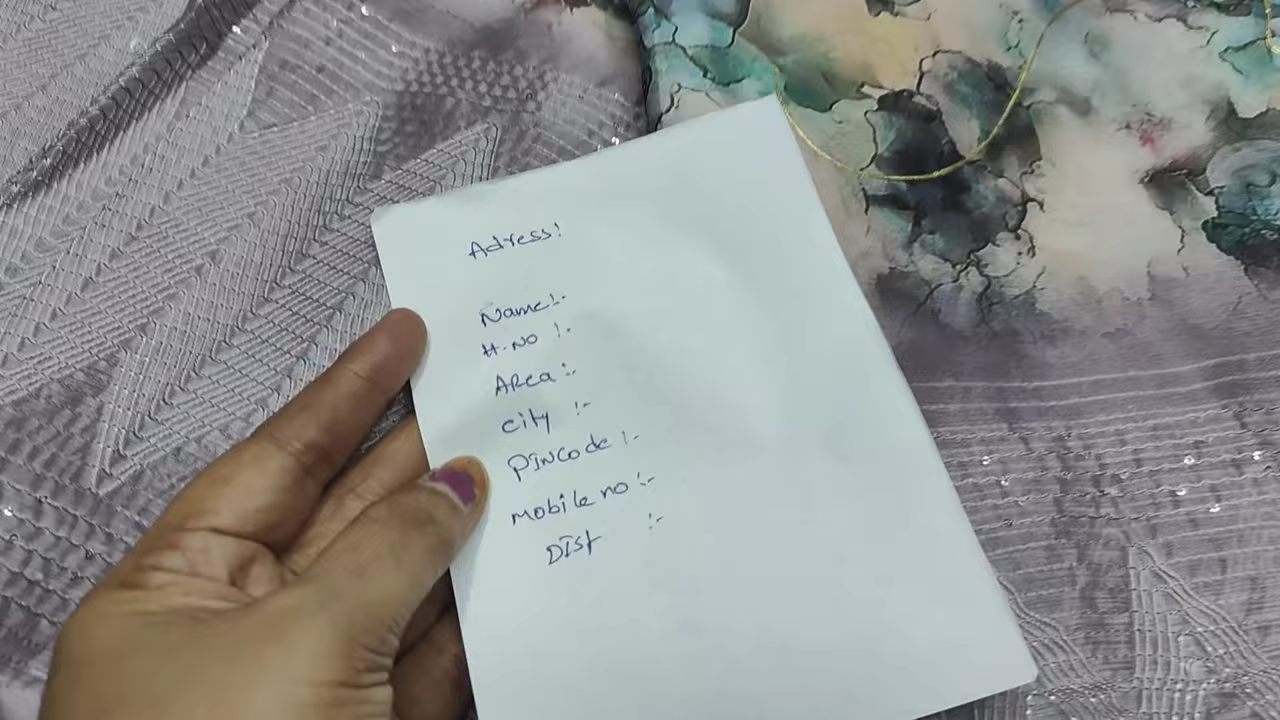 Adress:
Name:-
H.No :-
Area:-
city :-
Pincode :-
mobile no :-
Dist :-